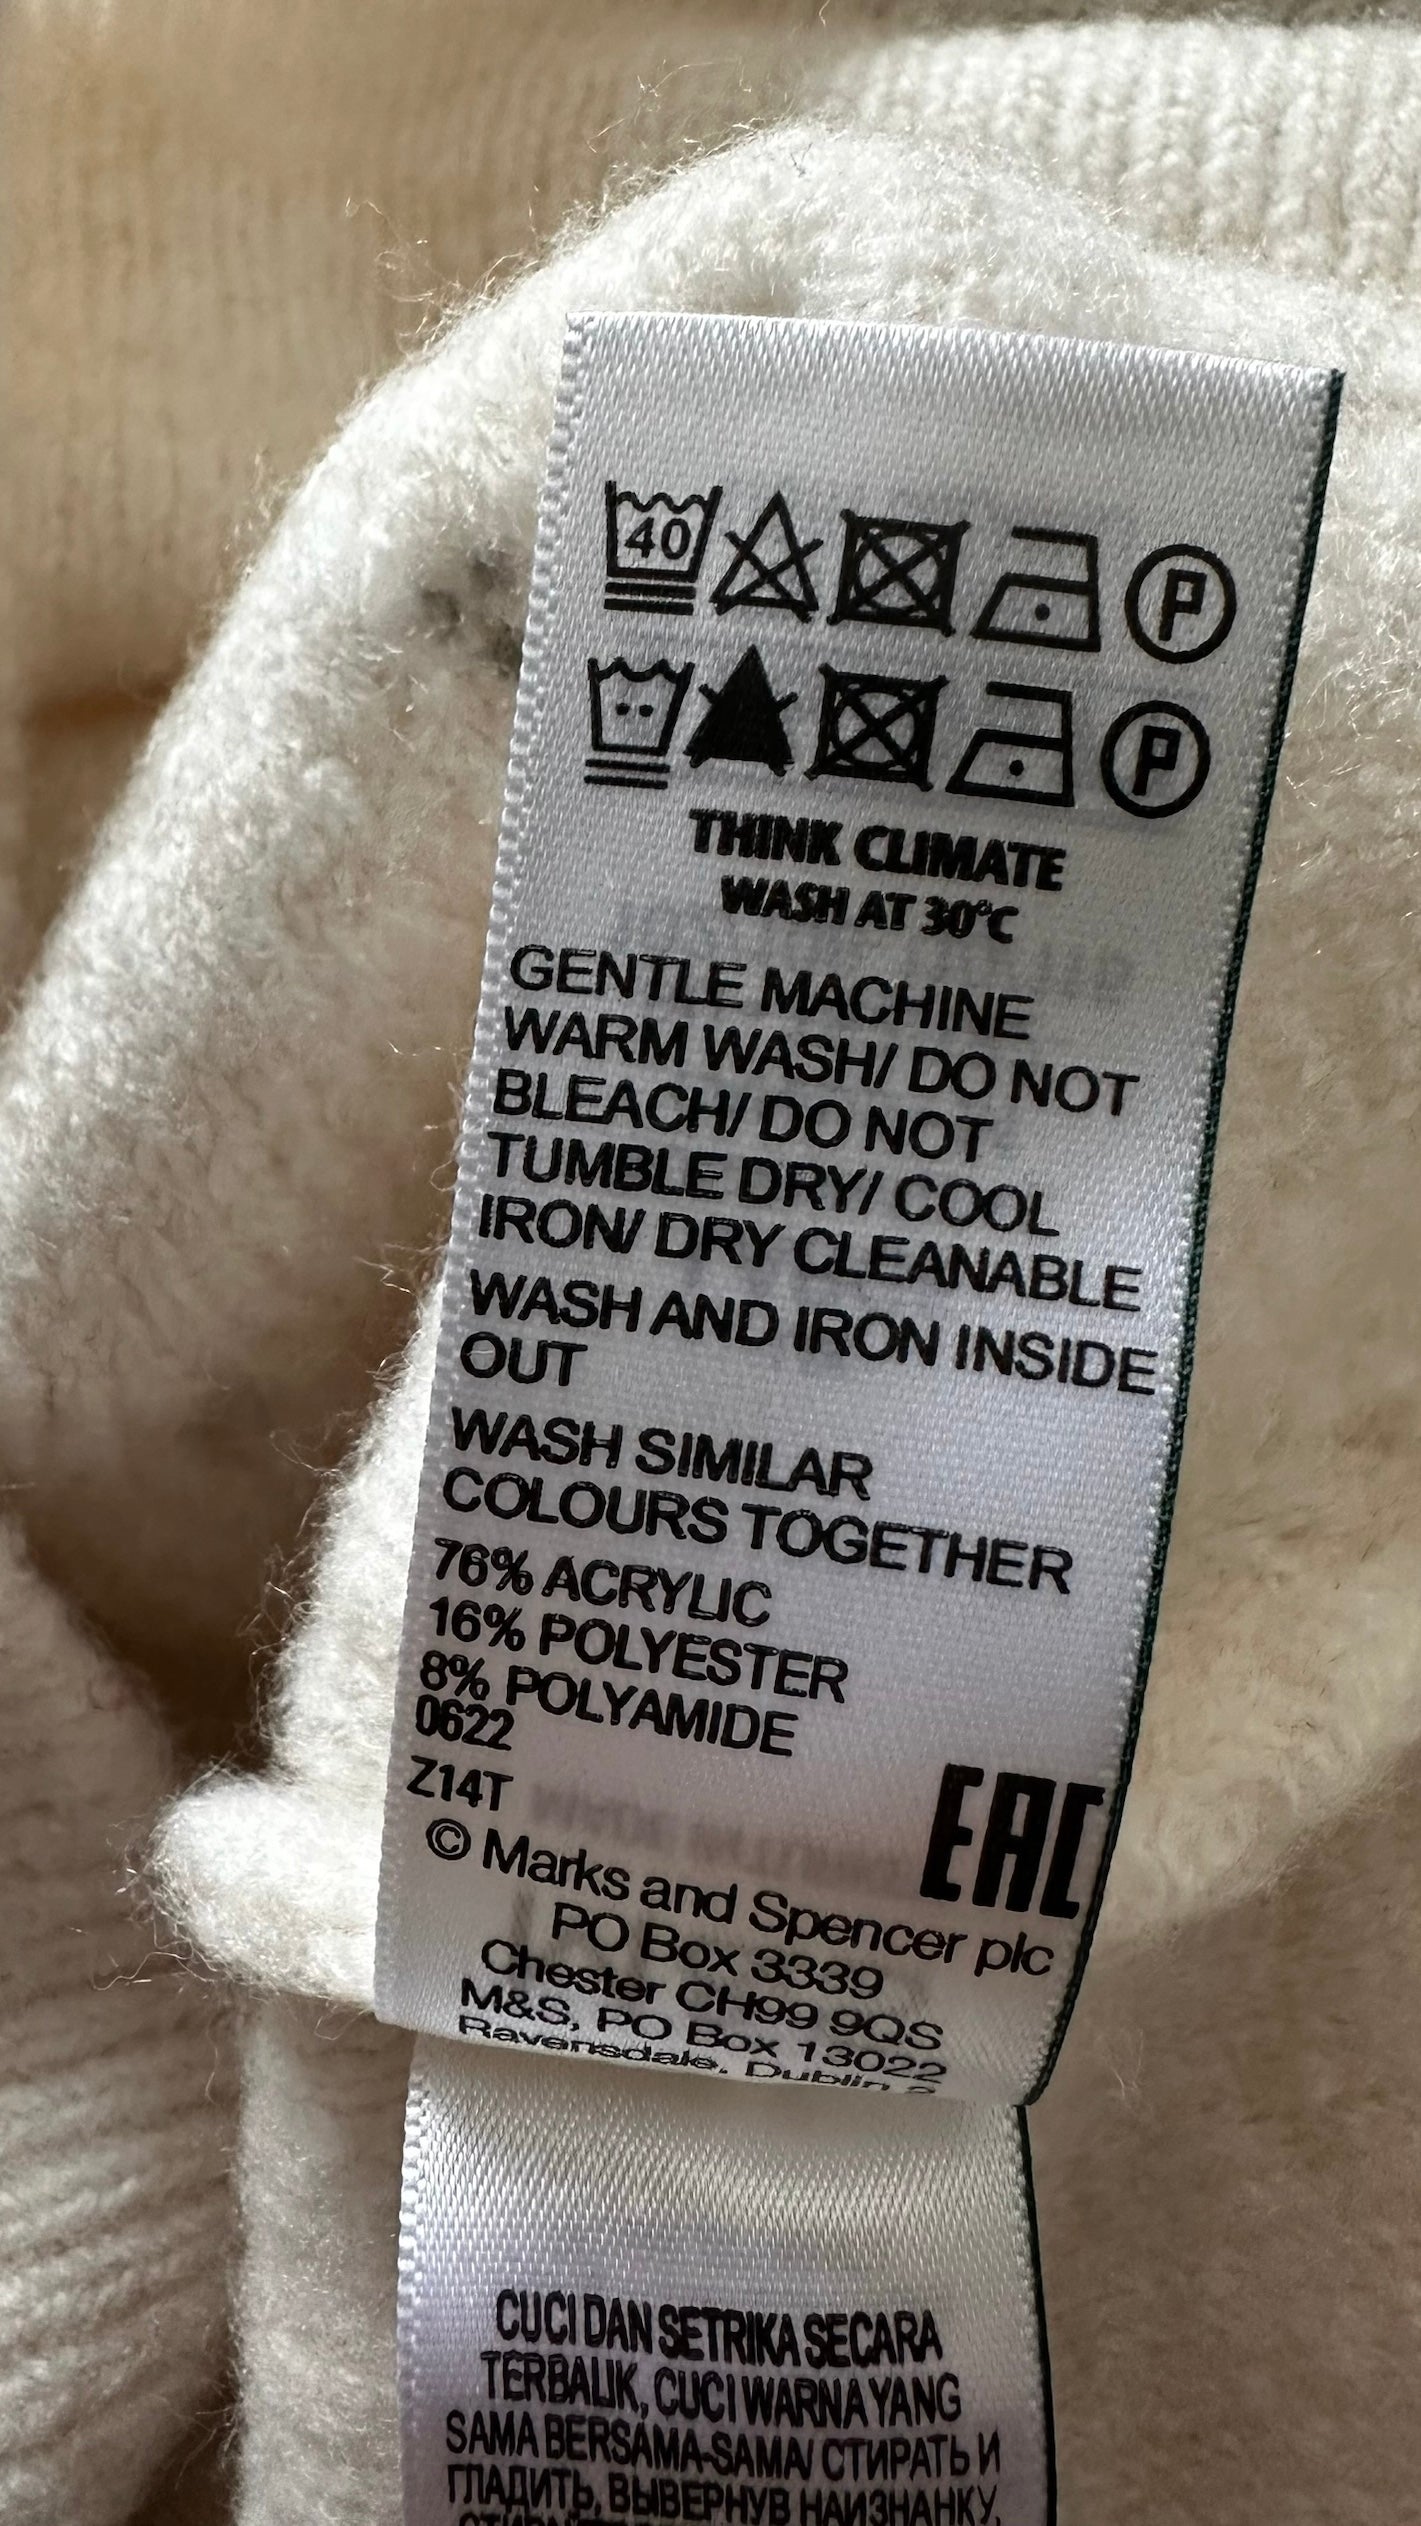 40 P
P
THINK CLIMATE
WASH AT 30°C
GENTLE MACHINE
WARM WASH/ DO NOT
BLEACH/ DO NOT
TUMBLE DRY/ COOL
IRON/ DRY CLEANABLE
WASH AND IRON INSIDE
OUT
WASH SIMILAR
COLOURS TOGETHER
76% ACRYLIC
16% POLYESTER
8% POLYAMIDE
0622
Z14T
EAC
© Marks and Spencer plc
PO Box 3339
Chester CH99 9QS
M&S, PO Box 13022
Ravensdale, Dublin 2
CUCI DAN SETRIKA SECARA
TERBALIK, CUCI WARNA YANG
SAMA BERSAMA-SAMA/ СТИРАТЬ И
ГЛАДИТЬ, ВЫВЕРНУВ НАИЗНАНКУ,